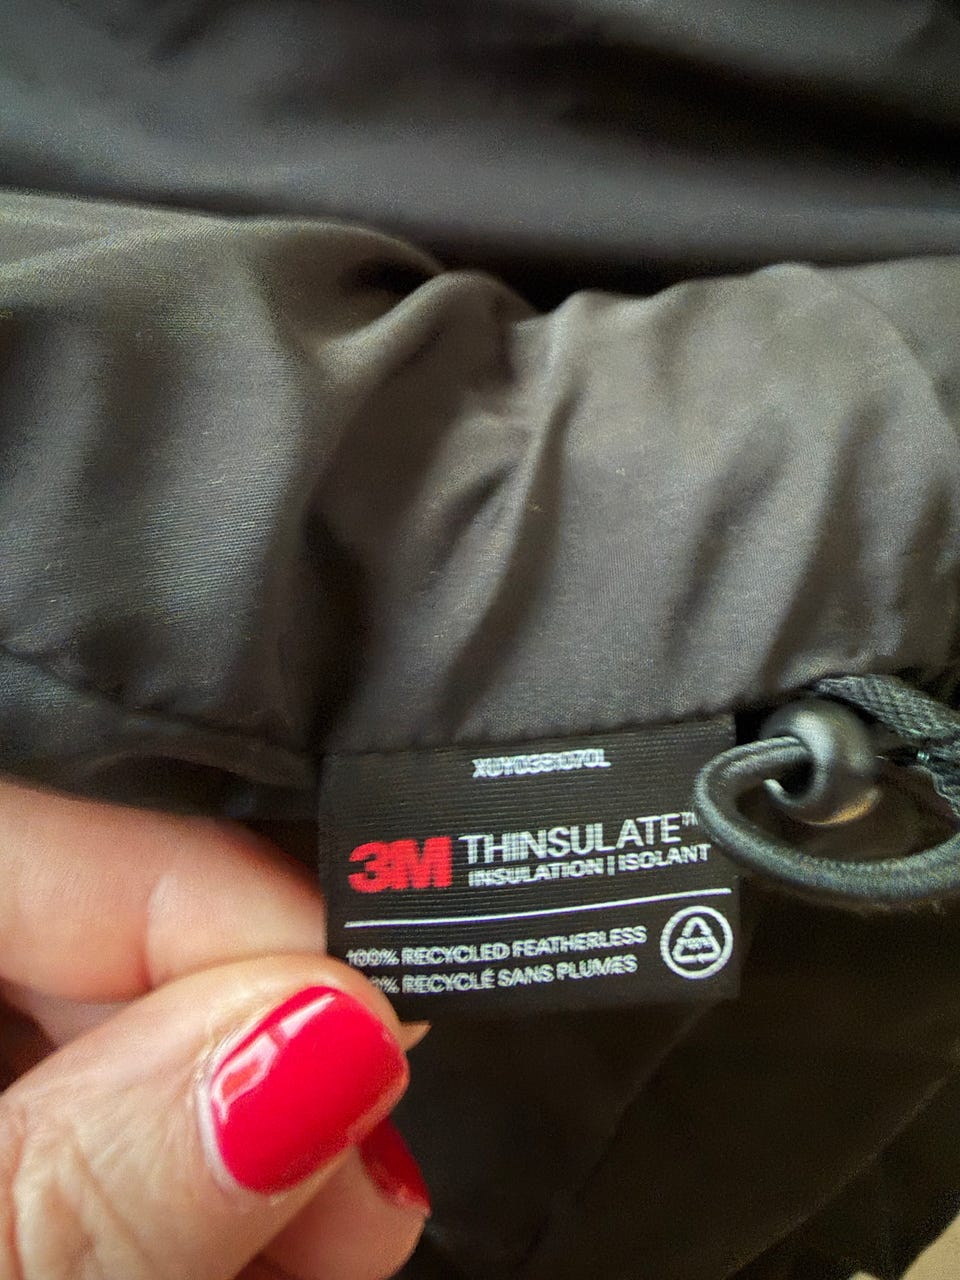 3M THINSULATE™
INSULATION | ISOLANT
100% RECYCLED FEATHERLESS
RECYCLÉ SANS PLUMES